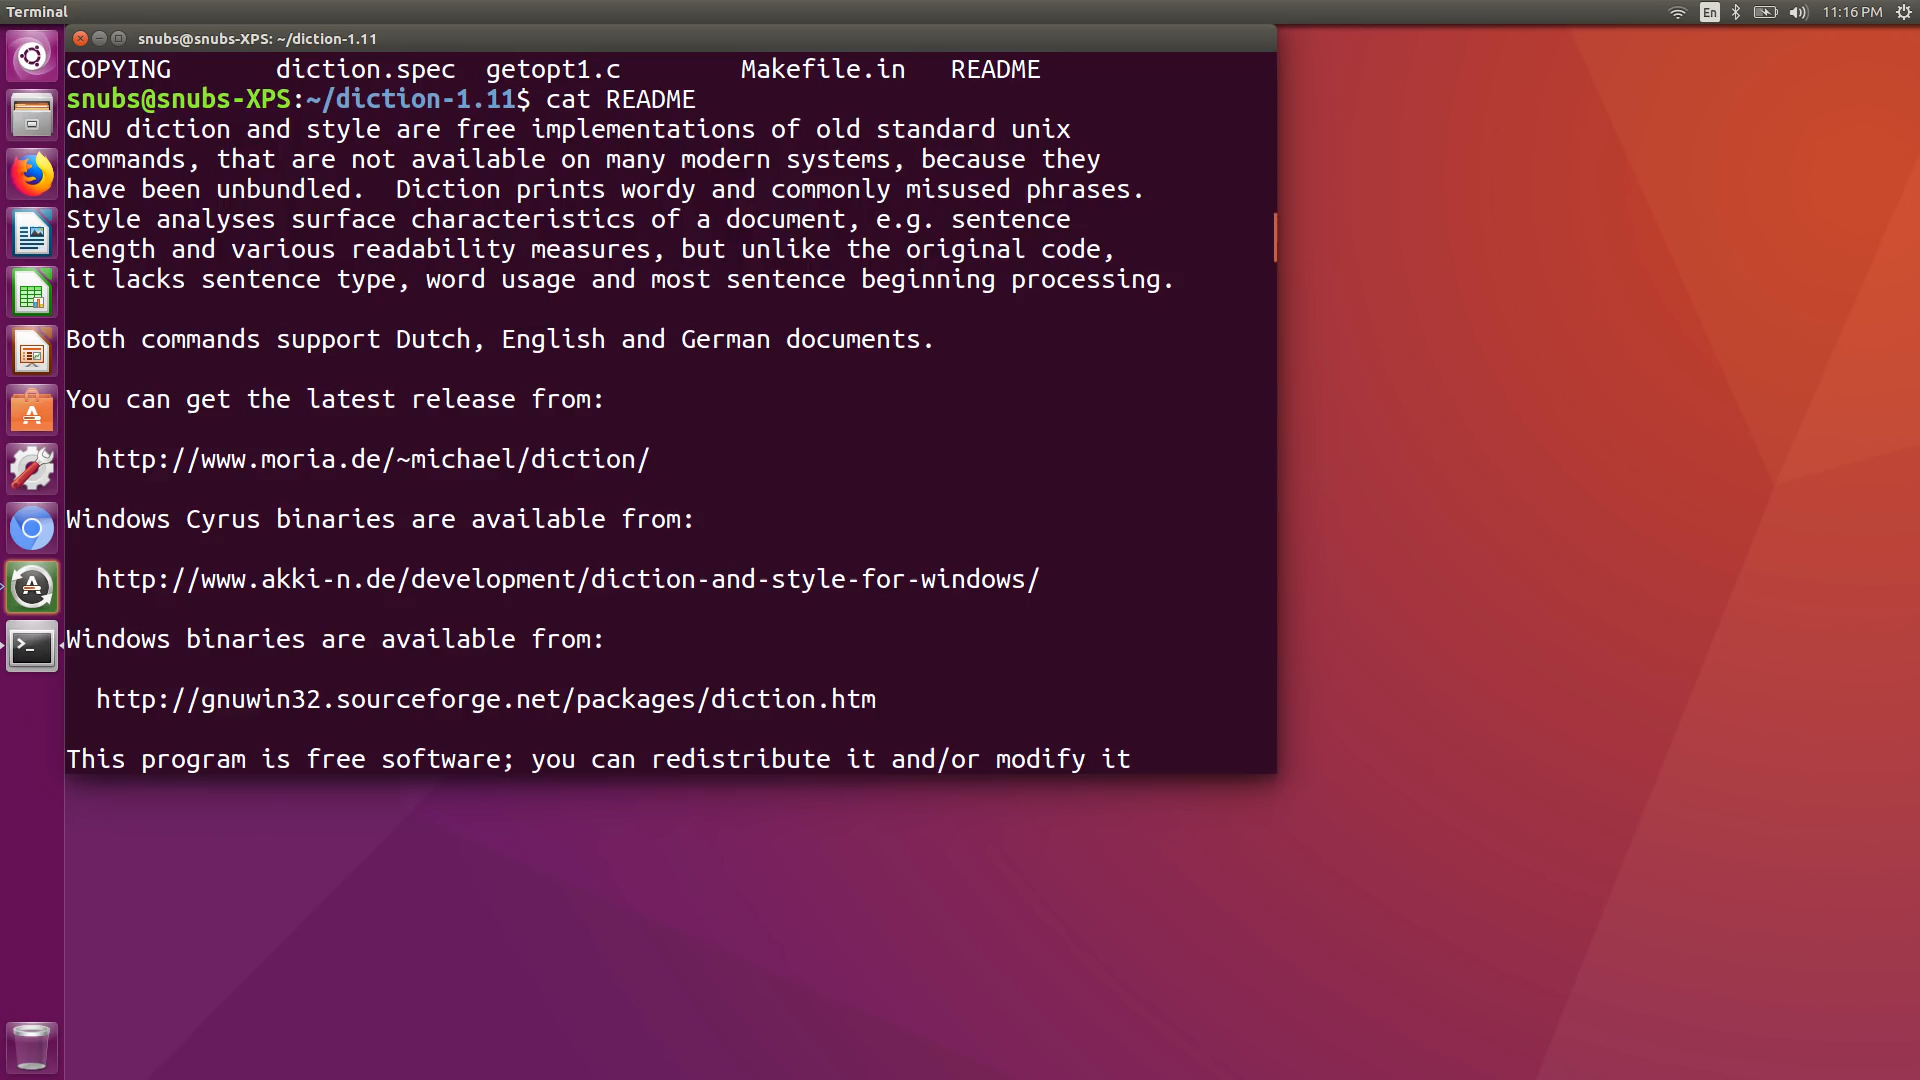 Terminal
En
11:16 PM
snubs@snubs-XPS: ~/diction-1.11
COPYING diction.spec getopt1.c Makefile.in README
snubs@snubs-XPS:~/diction-1.11$ cat README
GNU diction and style are free implementations of old standard unix
commands, that are not available on many modern systems, because they
have been unbundled.  Diction prints wordy and commonly misused phrases.
Style analyses surface characteristics of a document, e.g. sentence
length and various readability measures, but unlike the original code,
it lacks sentence type, word usage and most sentence beginning processing.
Both commands support Dutch, English and German documents.
You can get the latest release from:
http://www.moria.de/~michael/diction/
Windows Cyrus binaries are available from:
http://www.akki-n.de/development/diction-and-style-for-windows/
Windows binaries are available from:
http://gnuwin32.sourceforge.net/packages/diction.htm
This program is free software; you can redistribute it and/or modify it